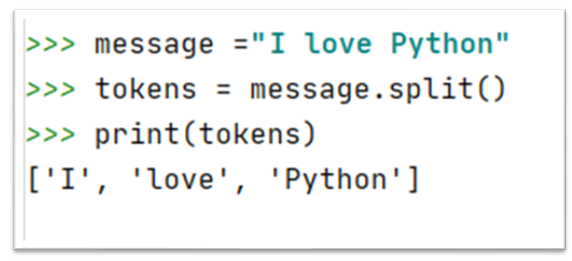 >>> message ="I love Python"
>>> tokens = message.split()
>>> print(tokens)
['I', 'love', 'Python']